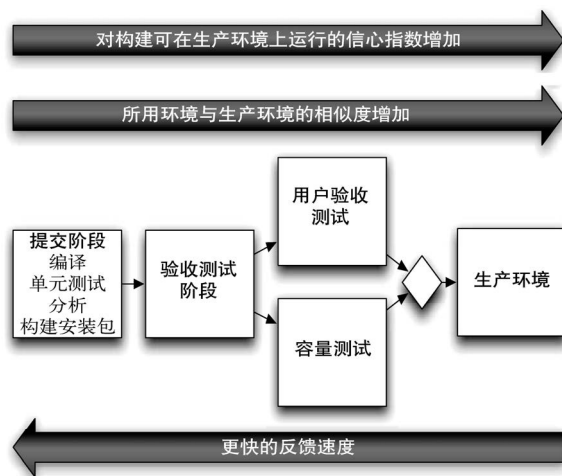 对构建可在生产环境上运行的信心指数增加
所用环境与生产环境的相似度增加
提交阶段
编译
单元测试
分析
构建安装包
验收测试
阶段
用户验收
测试
容量测试
生产环境
更快的反馈速度